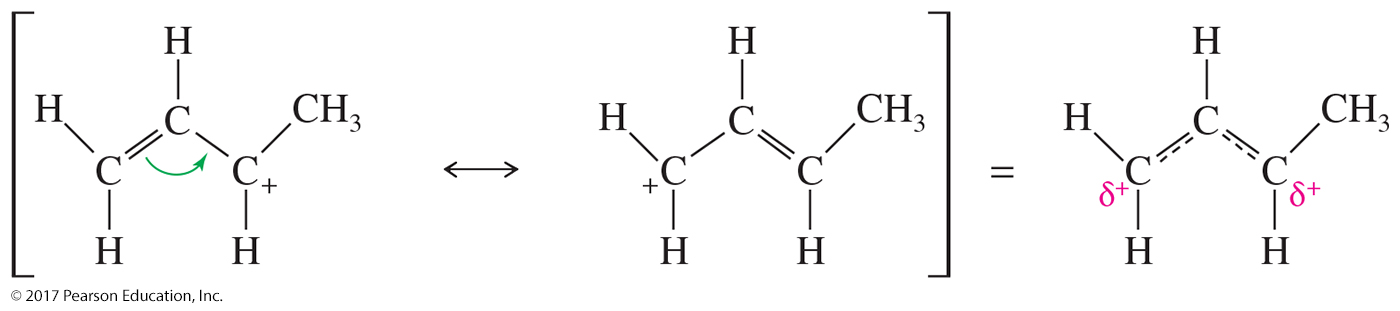 H H H
H CH₃ H CH₃ H CH₃
C C C
C C+ +C C C C
δ+ δ+
H H H H H H
=
© 2017 Pearson Education, Inc.